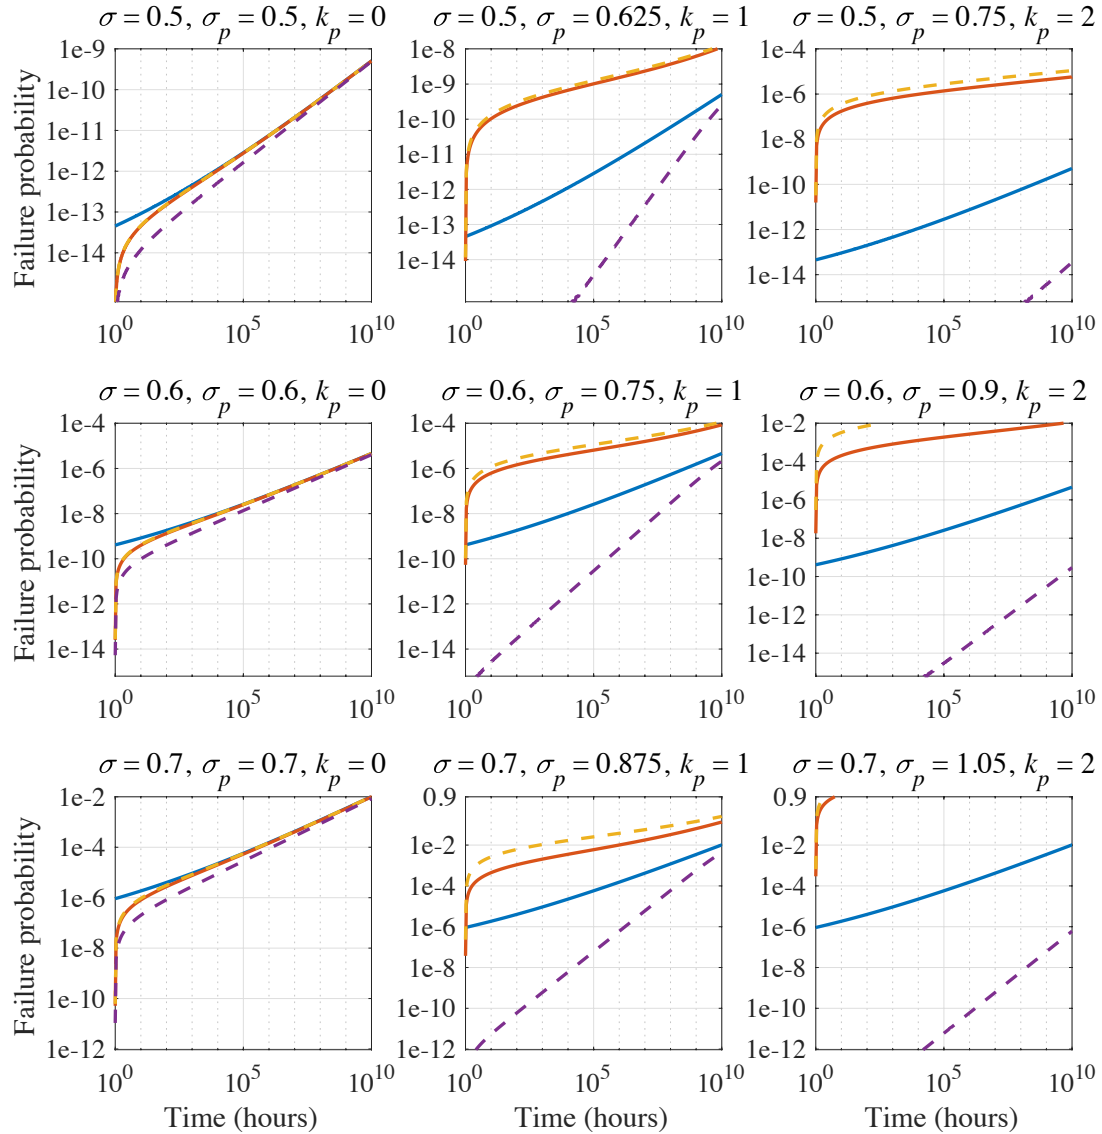 σ = 0.5, σp = 0.5, kp = 0
σ = 0.5, σp = 0.625, kp = 1
σ = 0.5, σp = 0.75, kp = 2
Failure probability
1e-9
1e-10
1e-11
1e-12
1e-13
1e-14
10^0
10^5
10^10
1e-8
1e-9
1e-10
1e-11
1e-12
1e-13
1e-14
10^0
10^5
10^10
1e-4
1e-6
1e-8
1e-10
1e-12
1e-14
10^0
10^5
10^10
σ = 0.6, σp = 0.6, kp = 0
σ = 0.6, σp = 0.75, kp = 1
σ = 0.6, σp = 0.9, kp = 2
Failure probability
1e-4
1e-6
1e-8
1e-10
1e-12
1e-14
10^0
10^5
10^10
1e-4
1e-6
1e-8
1e-10
1e-12
1e-14
10^0
10^5
10^10
1e-2
1e-4
1e-6
1e-8
1e-10
1e-12
1e-14
10^0
10^5
10^10
σ = 0.7, σp = 0.7, kp = 0
σ = 0.7, σp = 0.875, kp = 1
σ = 0.7, σp = 1.05, kp = 2
Failure probability
1e-2
1e-4
1e-6
1e-8
1e-10
1e-12
10^0
10^5
10^10
Time (hours)
0.9
1e-2
1e-4
1e-6
1e-8
1e-10
1e-12
10^0
10^5
10^10
Time (hours)
0.9
1e-2
1e-4
1e-6
1e-8
1e-10
1e-12
10^0
10^5
10^10
Time (hours)